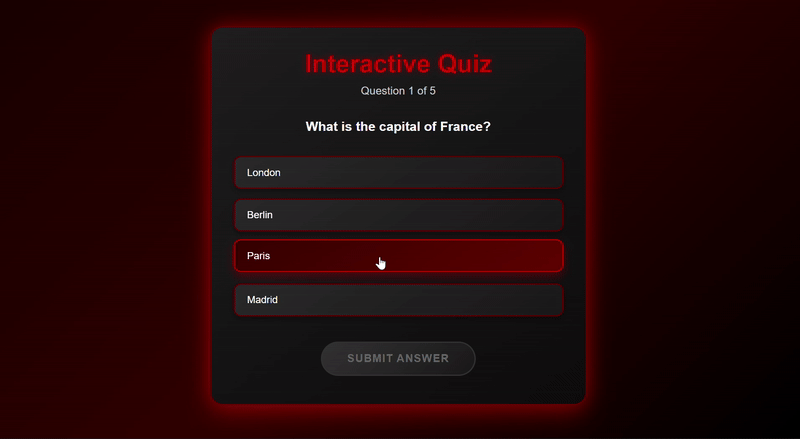 Interactive Quiz
Question 1 of 5
What is the capital of France?
London
Berlin
Paris
Madrid
SUBMIT ANSWER